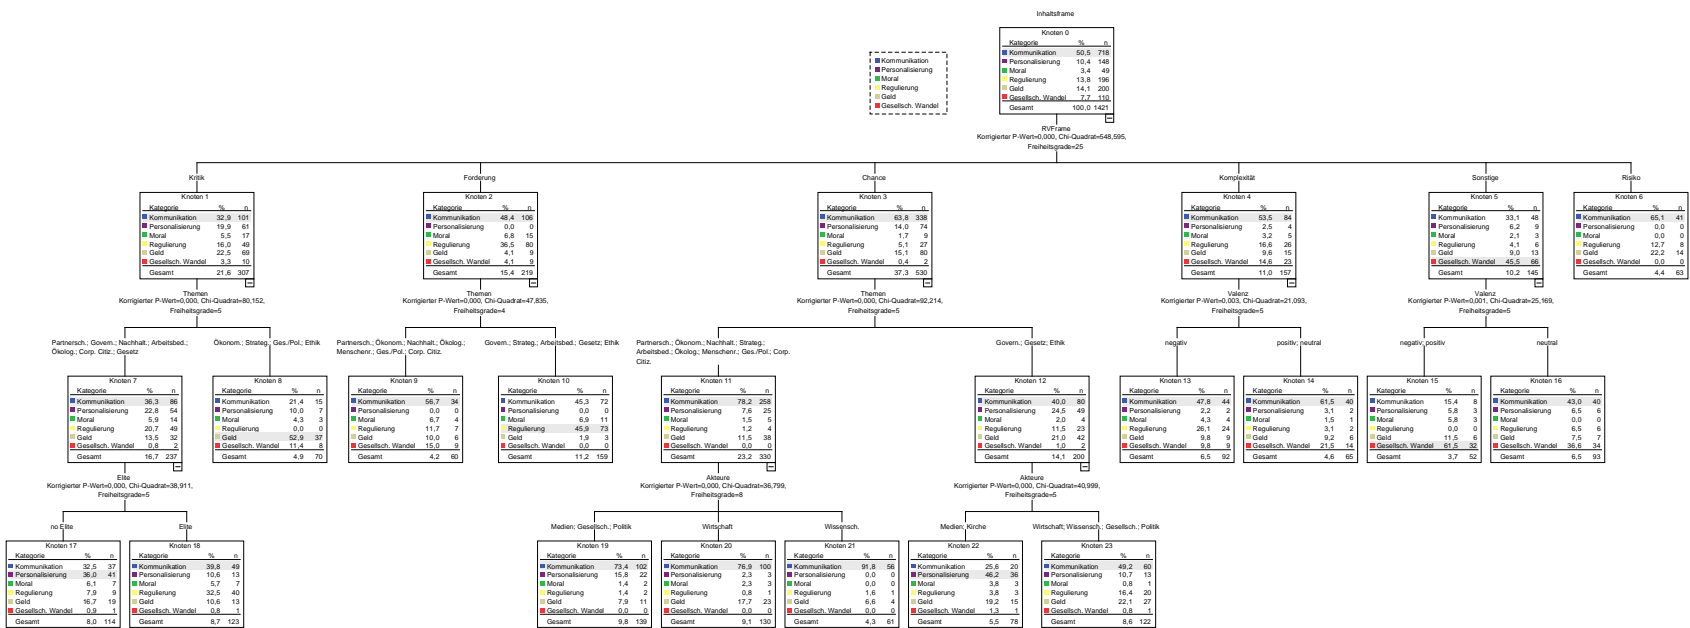 Inhaltsframe
Knoten 0
Kategorie % n
Kommunikation 50,5 718
Personalisierung 10,4 148
Moral 3,4 49
Regulierung 13,8 196
Geld 14,1 200
Gesellsch. Wandel 7,7 110
Gesamt 100,0 1421
Kommunikation
Personalisierung
Moral
Regulierung
Geld
Gesellsch. Wandel
RVFrame
Korrigierter P-Wert=0,000, Chi-Quadrat=548,595,
Freiheitsgrade=25
Kritik
Knoten 1
Kategorie % n
Kommunikation 32,9 101
Personalisierung 19,9 61
Moral 5,5 17
Regulierung 16,0 49
Geld 22,5 69
Gesellsch. Wandel 3,3 10
Gesamt 21,6 307
Themen
Korrigierter P-Wert=0,000, Chi-Quadrat=80,152,
Freiheitsgrade=5
Forderung
Knoten 2
Kategorie % n
Kommunikation 48,4 106
Personalisierung 0,0 0
Moral 6,8 15
Regulierung 36,5 80
Geld 4,1 9
Gesellsch. Wandel 4,1 9
Gesamt 15,4 219
Themen
Korrigierter P-Wert=0,000, Chi-Quadrat=47,835,
Freiheitsgrade=4
Chance
Knoten 3
Kategorie % n
Kommunikation 63,8 338
Personalisierung 14,0 74
Moral 1,7 9
Regulierung 5,1 27
Geld 15,1 80
Gesellsch. Wandel 0,4 2
Gesamt 37,3 530
Themen
Korrigierter P-Wert=0,000, Chi-Quadrat=92,214,
Freiheitsgrade=5
Komplexität
Knoten 4
Kategorie % n
Kommunikation 53,5 84
Personalisierung 2,5 4
Moral 3,2 5
Regulierung 16,6 26
Geld 9,6 15
Gesellsch. Wandel 14,6 23
Gesamt 11,0 157
Valenz
Korrigierter P-Wert=0,003, Chi-Quadrat=21,093,
Freiheitsgrade=5
Sonstige
Knoten 5
Kategorie % n
Kommunikation 33,1 48
Personalisierung 6,2 9
Moral 2,1 3
Regulierung 4,1 6
Geld 9,0 13
Gesellsch. Wandel 45,5 66
Gesamt 10,2 145
Valenz
Korrigierter P-Wert=0,001, Chi-Quadrat=25,169,
Freiheitsgrade=5
Risiko
Knoten 6
Kategorie % n
Kommunikation 65,1 41
Personalisierung 0,0 0
Moral 0,0 0
Regulierung 12,7 8
Geld 22,2 14
Gesellsch. Wandel 0,0 0
Gesamt 4,4 63
Partnersch.; Govern.; Nachhalt.; Arbeitsbed.;
Ökolog.; Corp. Citiz.; Gesetz
Knoten 7
Kategorie % n
Kommunikation 36,3 86
Personalisierung 22,8 54
Moral 5,9 14
Regulierung 20,7 49
Geld 13,5 32
Gesellsch. Wandel 0,8 2
Gesamt 16,7 237
Elite
Korrigierter P-Wert=0,000, Chi-Quadrat=38,911,
Freiheitsgrade=5
Ökonom.; Strateg.; Ges./Pol.; Ethik
Knoten 8
Kategorie % n
Kommunikation 21,4 15
Personalisierung 10,0 7
Moral 4,3 3
Regulierung 0,0 0
Geld 52,9 37
Gesellsch. Wandel 11,4 8
Gesamt 4,9 70
Partnersch.; Ökonom.; Nachhalt.; Ökolog.;
Menschenr.; Ges./Pol.; Corp. Citiz.
Knoten 9
Kategorie % n
Kommunikation 56,7 34
Personalisierung 0,0 0
Moral 6,7 4
Regulierung 11,7 7
Geld 10,0 6
Gesellsch. Wandel 15,0 9
Gesamt 4,2 60
Govern.; Strateg.; Arbeitsbed.; Gesetz; Ethik
Knoten 10
Kategorie % n
Kommunikation 45,3 72
Personalisierung 0,0 0
Moral 6,9 11
Regulierung 45,9 73
Geld 1,9 3
Gesellsch. Wandel 0,0 0
Gesamt 11,2 159
Partnersch.; Ökonom.; Nachhalt.; Strateg.;
Arbeitsbed.; Ökolog.; Menschenr.; Ges./Pol.; Corp.
Citiz.
Knoten 11
Kategorie % n
Kommunikation 78,2 258
Personalisierung 7,6 25
Moral 1,5 5
Regulierung 1,2 4
Geld 11,5 38
Gesellsch. Wandel 0,0 0
Gesamt 23,2 330
Akteure
Korrigierter P-Wert=0,000, Chi-Quadrat=36,799,
Freiheitsgrade=8
Govern.; Gesetz; Ethik
Knoten 12
Kategorie % n
Kommunikation 40,0 80
Personalisierung 24,5 49
Moral 2,0 4
Regulierung 11,5 23
Geld 21,0 42
Gesellsch. Wandel 1,0 2
Gesamt 14,1 200
Akteure
Korrigierter P-Wert=0,000, Chi-Quadrat=40,999,
Freiheitsgrade=5
negativ
Knoten 13
Kategorie % n
Kommunikation 47,8 44
Personalisierung 2,2 2
Moral 4,3 4
Regulierung 26,1 24
Geld 9,8 9
Gesellsch. Wandel 9,8 9
Gesamt 6,5 92
positiv; neutral
Knoten 14
Kategorie % n
Kommunikation 61,5 40
Personalisierung 3,1 2
Moral 1,5 1
Regulierung 3,1 2
Geld 9,2 6
Gesellsch. Wandel 21,5 14
Gesamt 4,6 65
negativ; positiv
Knoten 15
Kategorie % n
Kommunikation 15,4 8
Personalisierung 5,8 3
Moral 5,8 3
Regulierung 0,0 0
Geld 11,5 6
Gesellsch. Wandel 61,5 32
Gesamt 3,7 52
neutral
Knoten 16
Kategorie % n
Kommunikation 43,0 40
Personalisierung 6,5 6
Moral 0,0 0
Regulierung 6,5 6
Geld 7,5 7
Gesellsch. Wandel 36,6 34
Gesamt 6,5 93
no Elite
Knoten 17
Kategorie % n
Kommunikation 32,5 37
Personalisierung 36,0 41
Moral 6,1 7
Regulierung 7,9 9
Geld 16,7 19
Gesellsch. Wandel 0,9 1
Gesamt 8,0 114
Elite
Knoten 18
Kategorie % n
Kommunikation 39,8 49
Personalisierung 10,6 13
Moral 5,7 7
Regulierung 32,5 40
Geld 10,6 13
Gesellsch. Wandel 0,8 1
Gesamt 8,7 123
Medien; Gesellsch.; Politik
Knoten 19
Kategorie % n
Kommunikation 73,4 102
Personalisierung 15,8 22
Moral 1,4 2
Regulierung 1,4 2
Geld 7,9 11
Gesellsch. Wandel 0,0 0
Gesamt 9,8 139
Wirtschaft
Knoten 20
Kategorie % n
Kommunikation 76,9 100
Personalisierung 2,3 3
Moral 2,3 3
Regulierung 0,8 1
Geld 17,7 23
Gesellsch. Wandel 0,0 0
Gesamt 9,1 130
Wissensch.
Knoten 21
Kategorie % n
Kommunikation 91,8 56
Personalisierung 0,0 0
Moral 0,0 0
Regulierung 1,6 1
Geld 6,6 4
Gesellsch. Wandel 0,0 0
Gesamt 4,3 61
Medien; Kirche
Knoten 22
Kategorie % n
Kommunikation 25,6 20
Personalisierung 46,2 36
Moral 3,8 3
Regulierung 3,8 3
Geld 19,2 15
Gesellsch. Wandel 1,3 1
Gesamt 5,5 78
Wirtschaft; Wissensch.; Gesellsch.; Politik
Knoten 23
Kategorie % n
Kommunikation 49,2 60
Personalisierung 10,7 13
Moral 0,8 1
Regulierung 16,4 20
Geld 22,1 27
Gesellsch. Wandel 0,8 1
Gesamt 8,6 122